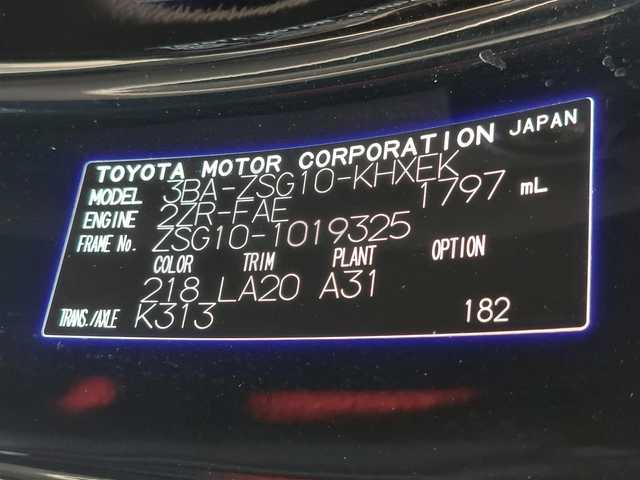 TOYOTA MOTOR CORPORATION JAPAN
MODEL 3BA-ZSG10-KHXEK
ENGINE 2ZR-FAE 1797 mL
FRAME No. ZSG10-1019325
COLOR TRIM PLANT OPTION
218 LA20 A31
TRANS./AXLE K313 182